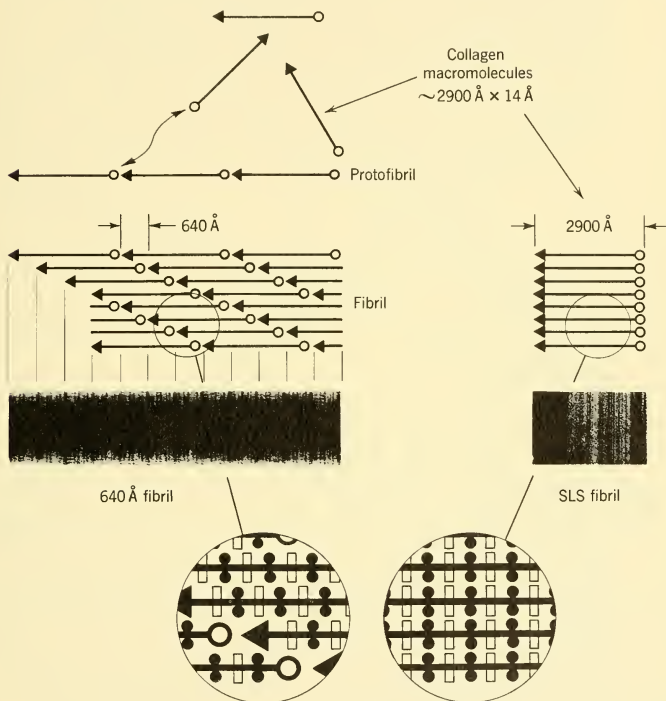 Collagen
macromolecules
~2900 Å × 14 Å
Protofibril
640 Å
2900 Å
Fibril
640 Å fibril
SLS fibril